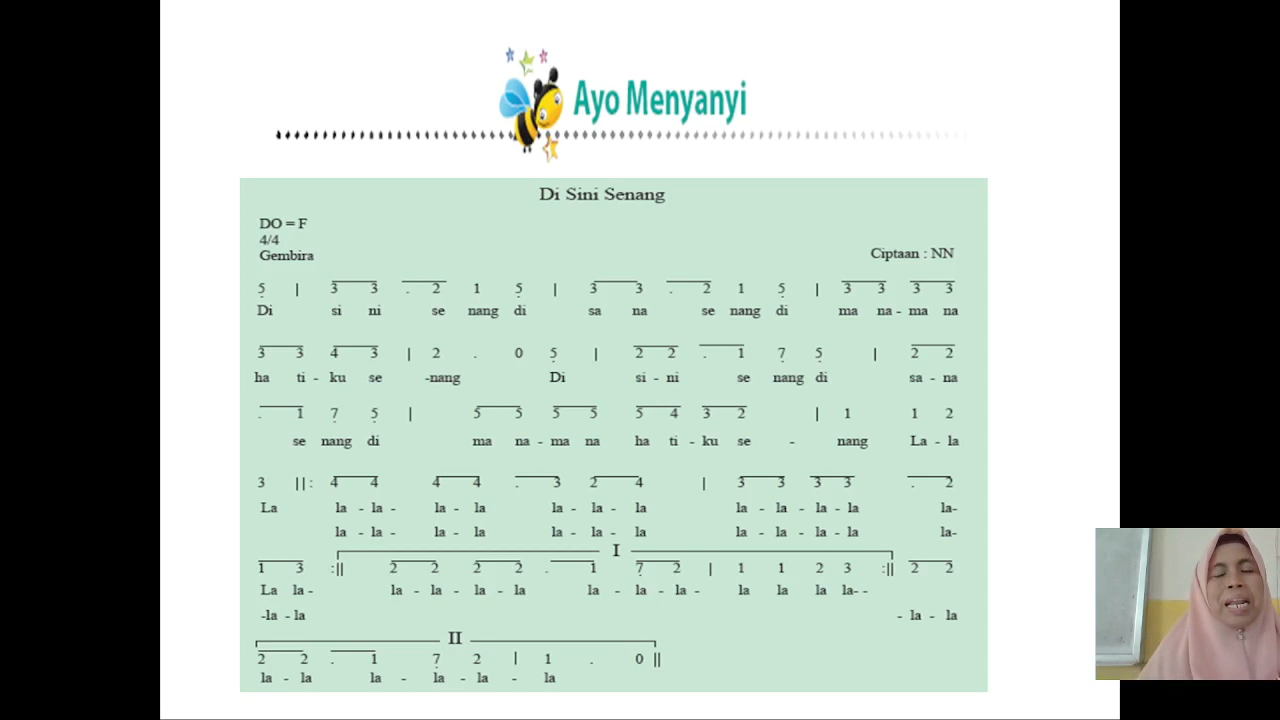 Ayo Menyanyi
Di Sini Senang
DO = F
4/4
Gembira
Ciptaan : NN
5 | 3 3 . 2 1 5 | 3 3 . 2 1 5 | 3 3 3 3
Di si ni se nang di sa na se nang di ma na - ma na
3 3 4 3 | 2 . 0 5 | 2 2 . 1 7 5 | 2 2
ha ti - ku se -nang Di si - ni se nang di sa - na
. 1 7 5 | 5 5 5 5 5 4 3 2 | 1 1 2
se nang di ma na - ma na ha ti - ku se - nang La - la
3 ||: 4 4 4 4 . 3 2 4 | 3 3 3 3 . 2
La la - la - la - la la - la - la la - la - la - la la-
la - la - la - la la - la - la la - la - la - la la-
I
1 3 :|| 2 2 2 2 . 1 7 2 | 1 1 2 3 :|| 2 2
La la - la - la - la - la la - la - la - la la la la- -
-la - la - la - la
II
2 2 . 1 7 2 | 1 . 0 ||
la - la la - la - la - la